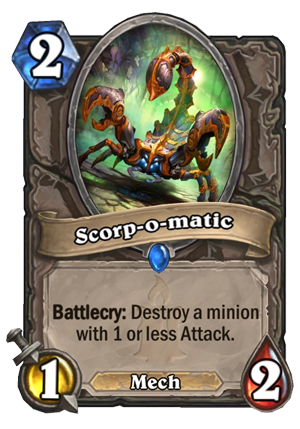 2
Scorp-o-matic
Battlecry: Destroy a minion
with 1 or less Attack.
1
Mech
2